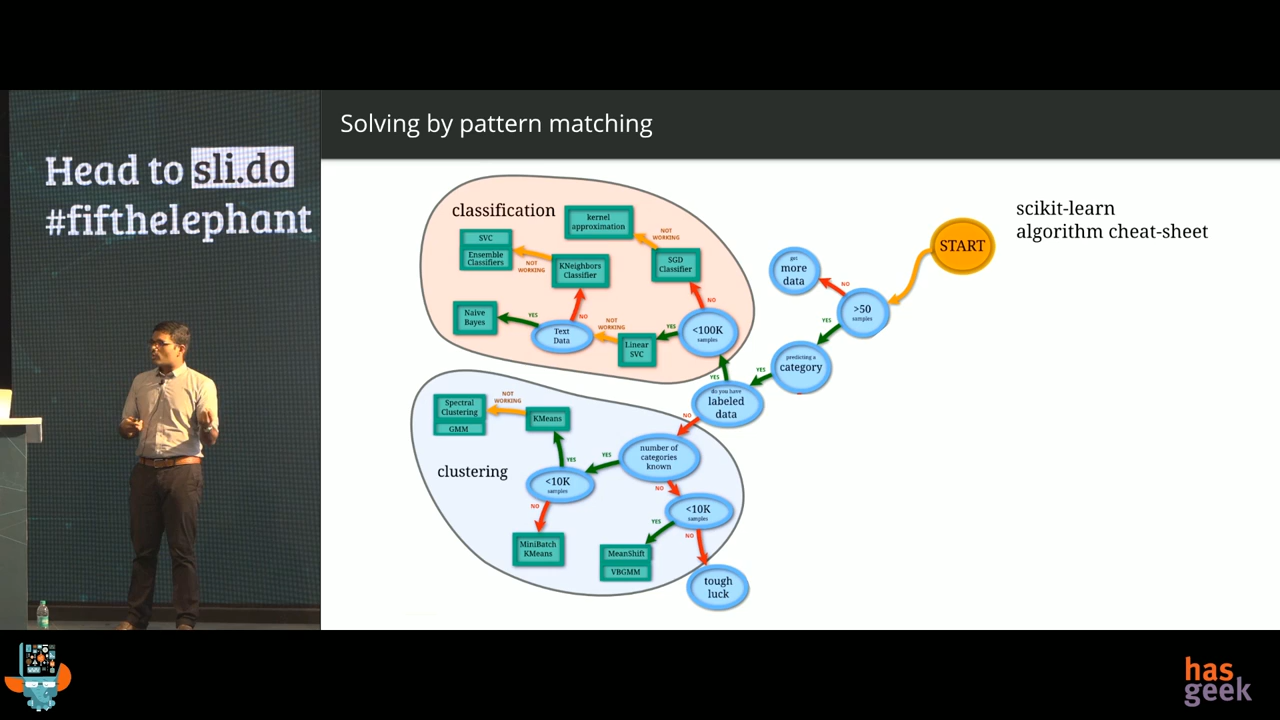 Solving by pattern matching
Head to sli.do
#fifthelephant
scikit-learn
algorithm cheat-sheet
START
classification
kernel
approximation
NOT
WORKING
SGD
Classifier
SVC
Ensemble
Classifiers
NOT
WORKING
KNeighbors
Classifier
NO
get
more
data
NO
>50
samples
YES
Naive
Bayes
YES
Text
Data
NO
NOT
WORKING
Linear
SVC
YES
<100K
samples
predicting a
category
YES
YES
do you have
labeled
data
NO
Spectral
Clustering
GMM
NOT
WORKING
KMeans
number of
categories
known
YES
YES
clustering
<10K
samples
NO
NO
<10K
samples
YES
NO
MiniBatch
KMeans
MeanShift
VBGMM
tough
luck
has
geek